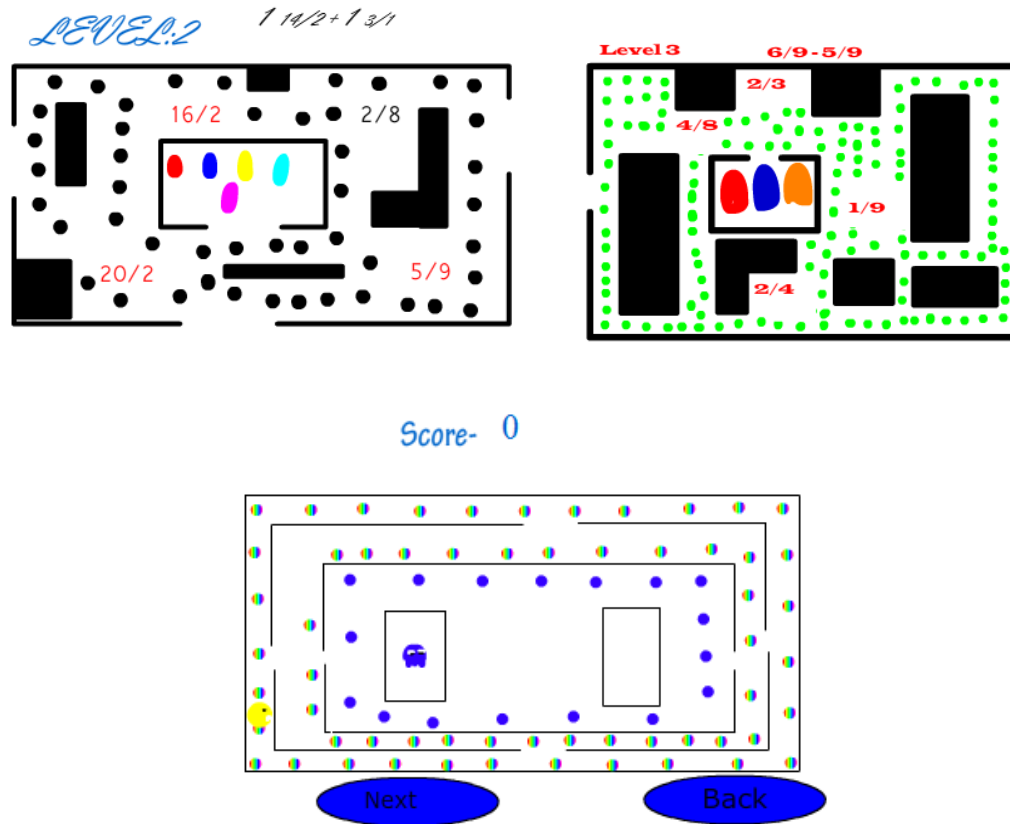 LEVEL:2
1 14/2 + 1 3/1
16/2
2/8
20/2
5/9
Level 3
6/9 - 5/9
2/3
4/8
1/9
2/4
Score- 0
Next
Back